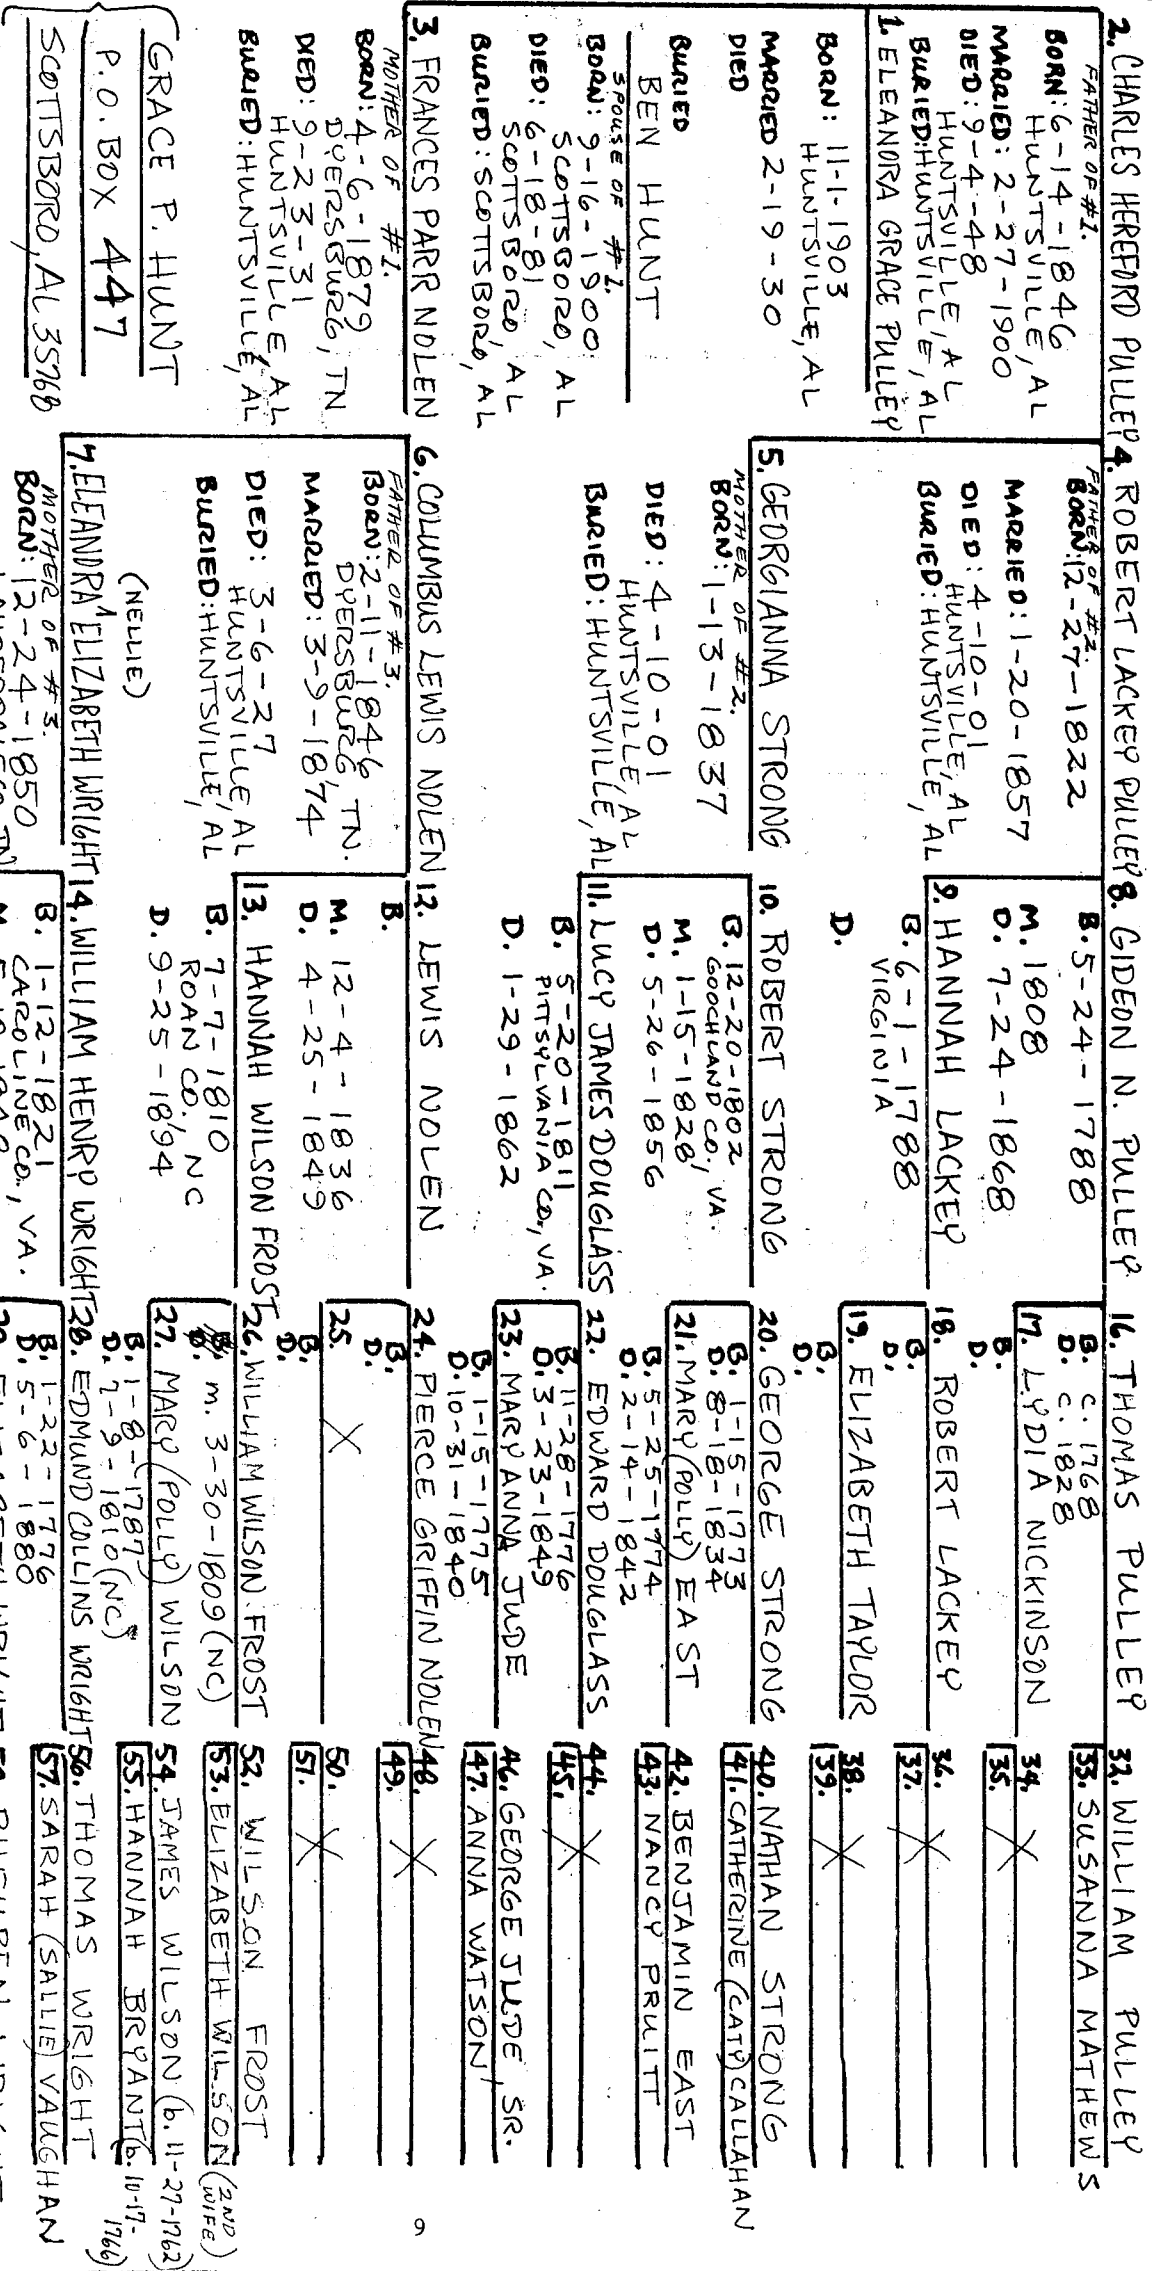 2. CHARLES HEREFORD PULLEY
FATHER OF #1.
BORN: 6-14-1846
HUNTSVILLE, AL
MARRIED: 2-27-1900
DIED: 9-4-48
HUNTSVILLE, AL
BURIED: HUNTSVILLE, AL
1. ELEANDRA GRACE PULLEY
BORN: 11-1-1903
HUNTSVILLE, AL
MARRIED 2-19-30
DIED
BURIED
BEN HUNT
SPOUSE OF #1.
BORN: 9-16-1900
SCOTTSBORO, AL
DIED: 6-18-81
SCOTTSBORO, AL
BURIED: SCOTTSBORO, AL
3. FRANCES PARR NOLEN
MOTHER OF #1.
BORN: 4-6-1879
DYERSBURG, TN
DIED: 9-23-31
HUNTSVILLE, AL
BURIED: HUNTSVILLE, AL
GRACE P. HUNT
P.O. BOX 447
SCOTTSBORO, AL 35768
4. ROBERT LACKEY PULLEY
FATHER OF #2.
BORN: 12-27-1822
MARRIED: 1-20-1857
DIED: 4-10-01
HUNTSVILLE, AL
BURIED: HUNTSVILLE, AL
5. GEORGIANNA STRONG
MOTHER OF #2.
BORN: 1-13-1837
DIED: 4-10-01
HUNTSVILLE, AL
BURIED: HUNTSVILLE, AL
6. COLUMBUS LEWIS NOLEN
FATHER OF #3.
BORN: 2-11-1846
DYERSBURG, TN.
MARRIED: 3-9-1874
DIED: 3-6-27
HUNTSVILLE, AL
BURIED: HUNTSVILLE, AL
(NELLIE)
7. ELEANDRA ^ ELIZABETH WRIGHT
MOTHER OF #3.
BORN: 12-24-1850
8. GIDEON N. PULLEY
B. 5-24-1788
M. 1808
D. 7-24-1868
9. HANNAH LACKEY
B. 6-1-1788
VIRGINIA
D.
10. ROBERT STRONG
B. 12-20-1802
GOOCHLAND CO., VA.
M. 1-15-1828
D. 5-26-1856
11. LUCY JAMES DOUGLASS
B. 5-20-1811
PITTSYLVANIA CO., VA.
D. 1-29-1862
12. LEWIS NOLEN
B.
M. 12-4-1836
D. 4-25-1849
13. HANNAH WILSON FROST
B. 7-7-1810
ROAN CO., NC
D. 9-25-1894
14. WILLIAM HENRY WRIGHT
B. 1-12-1821
CAROLINE CO., VA.
16. THOMAS PULLEY
B. C. 1768
D. C. 1828
17. LYDIA NICKINSON
B.
D.
18. ROBERT LACKEY
B.
D.
19. ELIZABETH TAYLOR
B.
D.
20. GEORGE STRONG
B. 1-15-1773
D. 8-18-1834
21. MARY (POLLY) EAST
B. 5-25-1774
D. 2-14-1842
22. EDWARD DOUGLASS
B. 11-28-1776
D. 3-23-1849
23. MARY ANNA JUDE
B. 1-15-1775
D. 10-31-1840
24. PIERCE GRIFFIN NOLEN
B.
D.
25. X
B.
D.
26. WILLIAM WILSON FROST
m. 3-30-1809 (NC)
27. MARY (POLLY) WILSON
B. 1-8-1787
D. 7-9-1810 (NC)
28. EDMUND COLLINS WRIGHT
B. 1-22-1776
D. 5-6-1880
32. WILLIAM PULLEY
33. SUSANNA MATHEWS
34. X
35.
36. X
37.
38. X
39.
40. NATHAN STRONG
41. CATHERINE (CATY) CALLAHAN
42. BENJAMIN EAST
43. NANCY PRUITT
44. X
45.
46. GEORGE JUDE, SR.
47. ANNA WATSON
48. X
49.
50. X
51.
52. WILSON FROST
53. ELIZABETH WILSON (2ND WIFE)
54. JAMES WILSON (b. 11-27-1762)
55. HANNAH BRYANT (b. 10-17-1766)
56. THOMAS WRIGHT
57. SARAH (SALLIE) VAUGHAN
9